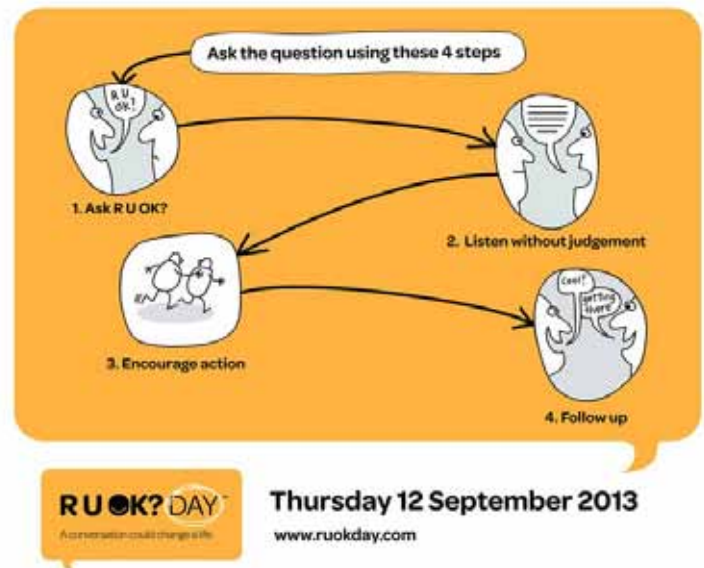 Ask the question using these 4 steps
R U
ok?
1. Ask R U OK?
2. Listen without judgement
3. Encourage action
Cool?
getting
there
4. Follow up
R U OK? DAY
A conversation could change a life
Thursday 12 September 2013
www.ruokday.com